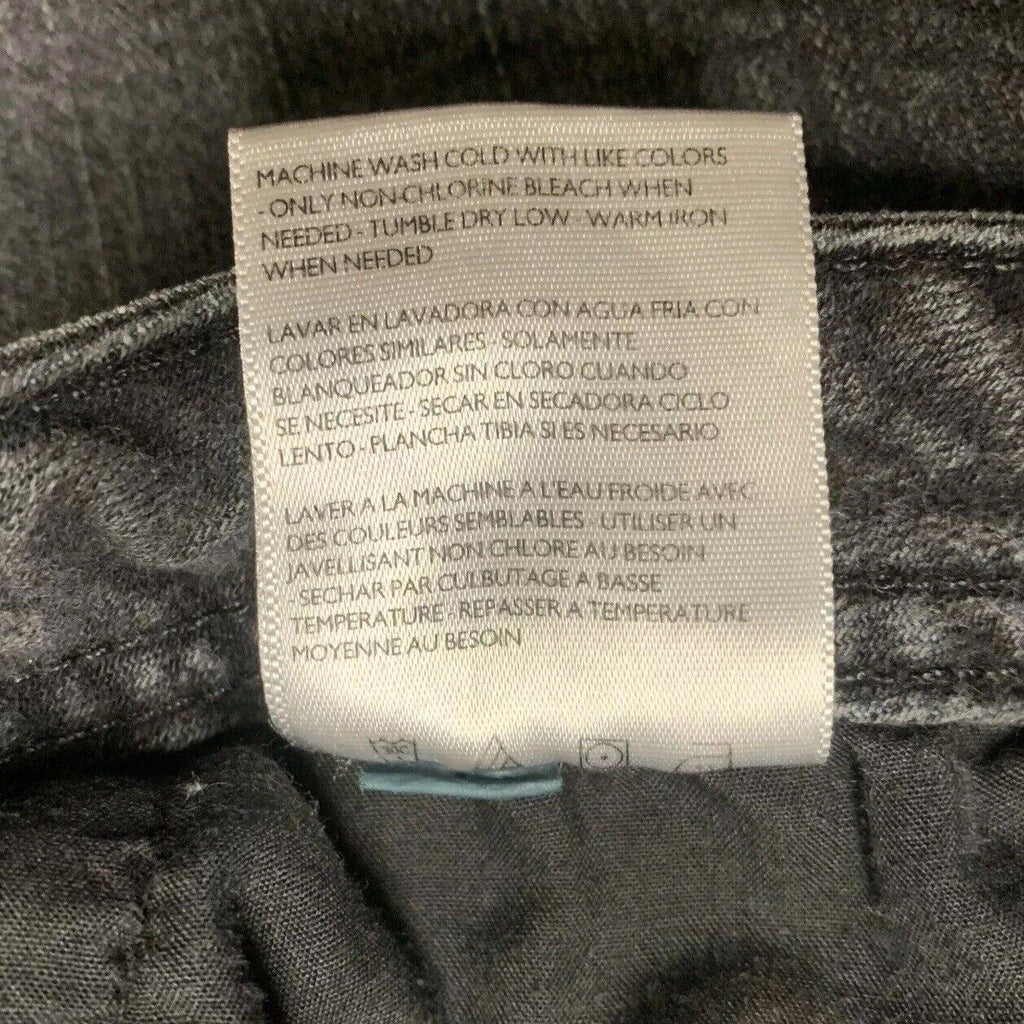 MACHINE WASH COLD WITH LIKE COLORS
- ONLY NON-CHLORINE BLEACH WHEN
NEEDED - TUMBLE DRY LOW - WARM IRON
WHEN NEEDED
LAVAR EN LAVADORA CON AGUA FRIA CON
COLORES SIMILARES - SOLAMENTE
BLANQUEADOR SIN CLORO CUANDO
SE NECESITE - SECAR EN SECADORA CICLO
LENTO - PLANCHA TIBIA SI ES NECESARIO
LAVER A LA MACHINE A L'EAU FROIDE AVEC
DES COULEURS SEMBLABLES - UTILISER UN
JAVELLISANT NON CHLORE AU BESOIN
- SECHAR PAR CULBUTAGE A BASSE
TEMPERATURE - REPASSER A TEMPERATURE
MOYENNE AU BESOIN